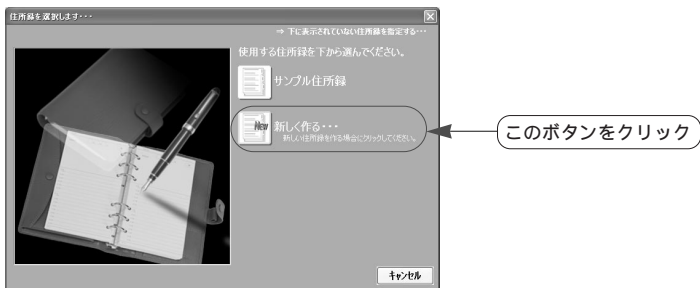 住所録を選択します・・・
⇒ 下に表示されていない住所録を指定する・・・
使用する住所録を下から選んでください。
サンプル住所録
New
新しく作る・・・
新しい住所録を作る場合にクリックしてください。
このボタンをクリック
キャンセル